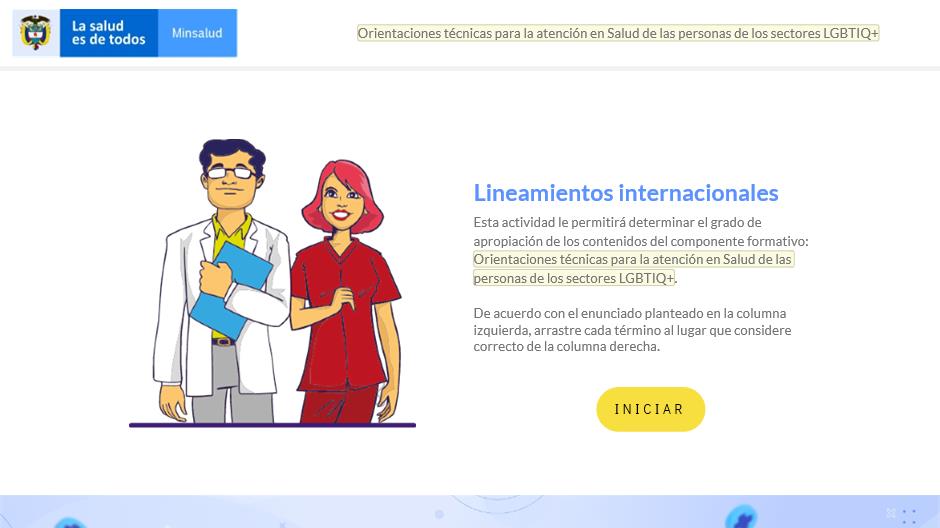 La salud
es de todos
Minsalud
Orientaciones técnicas para la atención en Salud de las personas de los sectores LGBTIQ+
Lineamientos internacionales
Esta actividad le permitirá determinar el grado de
apropiación de los contenidos del componente formativo:
Orientaciones técnicas para la atención en Salud de las
personas de los sectores LGBTIQ+.
De acuerdo con el enunciado planteado en la columna
izquierda, arrastre cada término al lugar que considere
correcto de la columna derecha.
INICIAR